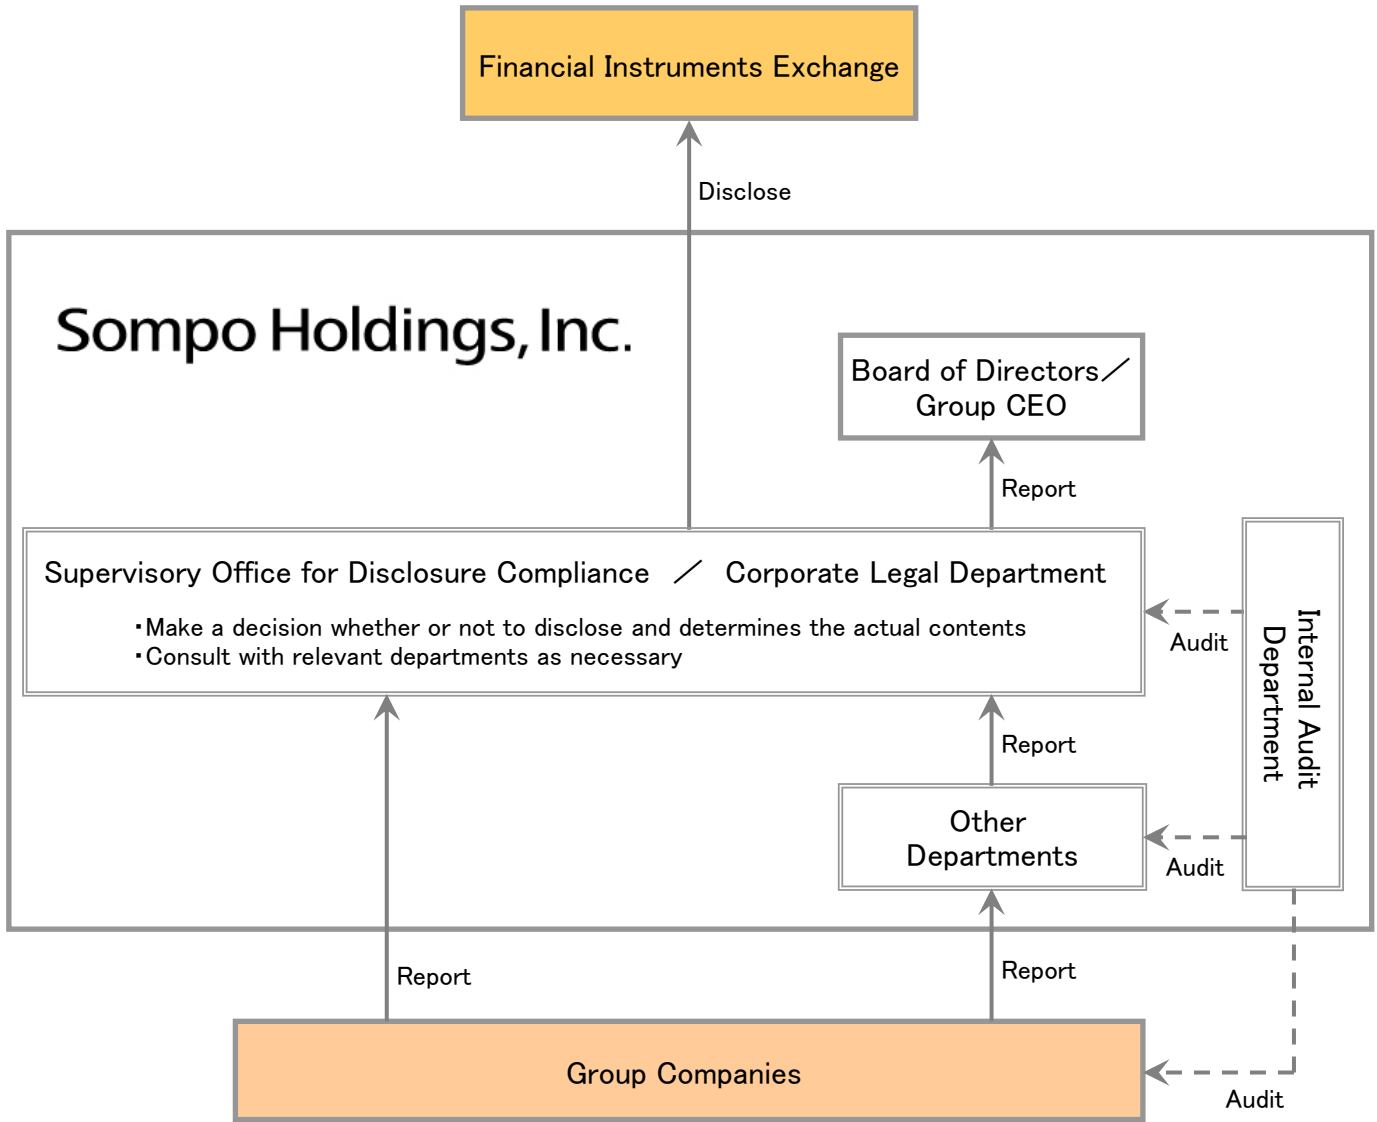 Financial Instruments Exchange
Disclose
Sompo Holdings, Inc.
Board of Directors／
Group CEO
Report
Supervisory Office for Disclosure Compliance ／ Corporate Legal Department
・Make a decision whether or not to disclose and determines the actual contents
・Consult with relevant departments as necessary
Audit
Internal Audit
Department
Report
Other
Departments
Audit
Report
Report
Group Companies
Audit